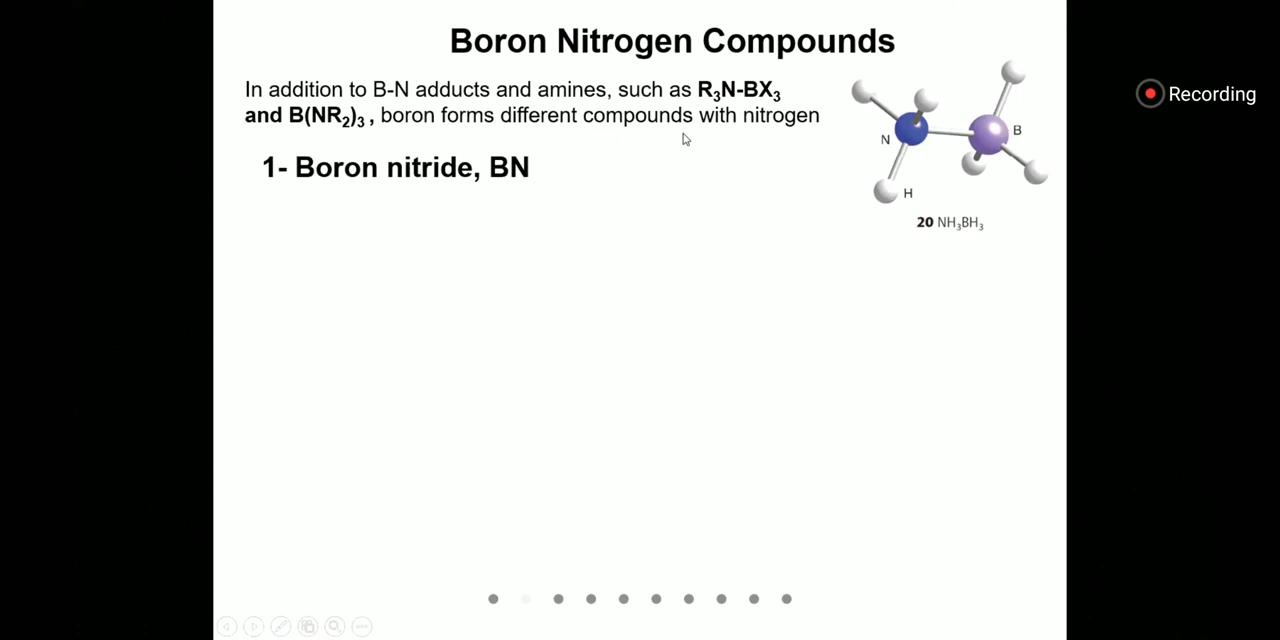 Boron Nitrogen Compounds
In addition to B-N adducts and amines, such as R₃N-BX₃
and B(NR₂)₃ , boron forms different compounds with nitrogen
1- Boron nitride, BN
N
B
H
20 NH₃BH₃
Recording